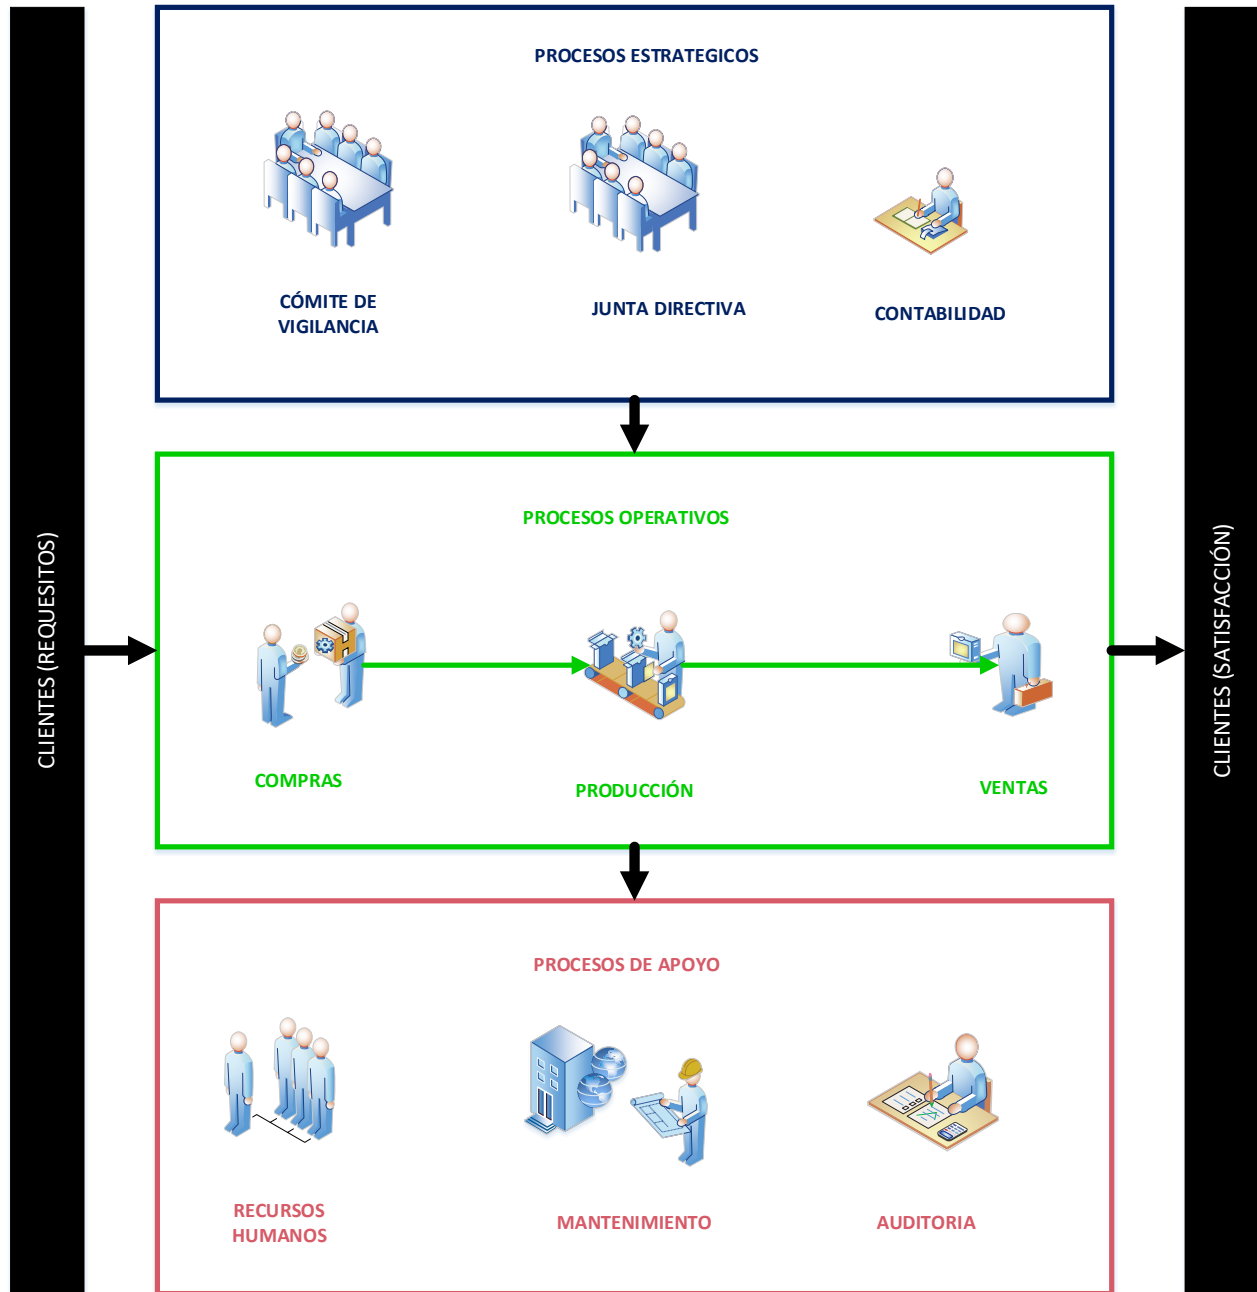 CLIENTES (REQUESITOS)
PROCESOS ESTRATEGICOS
CÓMITE DE
VIGILANCIA
JUNTA DIRECTIVA
CONTABILIDAD
PROCESOS OPERATIVOS
COMPRAS
PRODUCCIÓN
VENTAS
PROCESOS DE APOYO
RECURSOS
HUMANOS
MANTENIMIENTO
AUDITORIA
CLIENTES (SATISFACCIÓN)